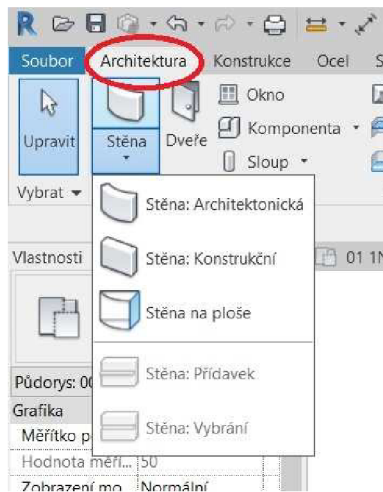 R
Soubor Architektura Konstrukce Ocel S
Upravit Stěna Dveře Okno
Komponenta
Sloup
Vybrat
Stěna: Architektonická
Stěna: Konstrukční
Stěna na ploše
Stěna: Přídavek
Stěna: Vybrání
Vlastnosti 01 1N
Půdorys: 00
Grafika
Měřítko p
Hodnota měří... 50
Zobrazení mo Normální